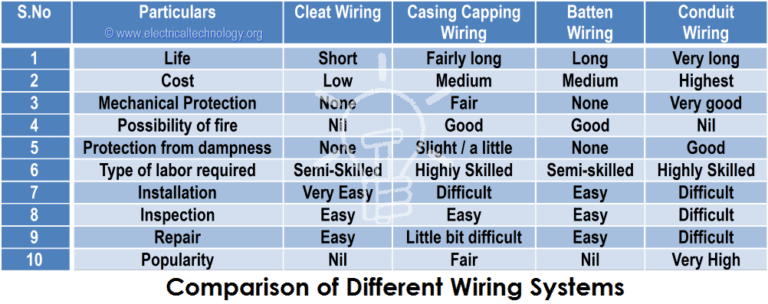 S.No Particulars Cleat Wiring Casing Capping Wiring Batten Wiring Conduit Wiring
© www.electricaltechnology.org
1 Life Short Fairly long Long Very long
2 Cost Low Medium Medium Highest
3 Mechanical Protection None Fair None Very good
4 Possibility of fire Nil Good Good Nil
5 Protection from dampness None Slight / a little None Good
6 Type of labor required Semi-Skilled Highly Skilled Semi-skilled Highly Skilled
7 Installation Very Easy Difficult Easy Difficult
8 Inspection Easy Easy Easy Difficult
9 Repair Easy Little bit difficult Easy Difficult
10 Popularity Nil Fair Nil Very High
Comparison of Different Wiring Systems